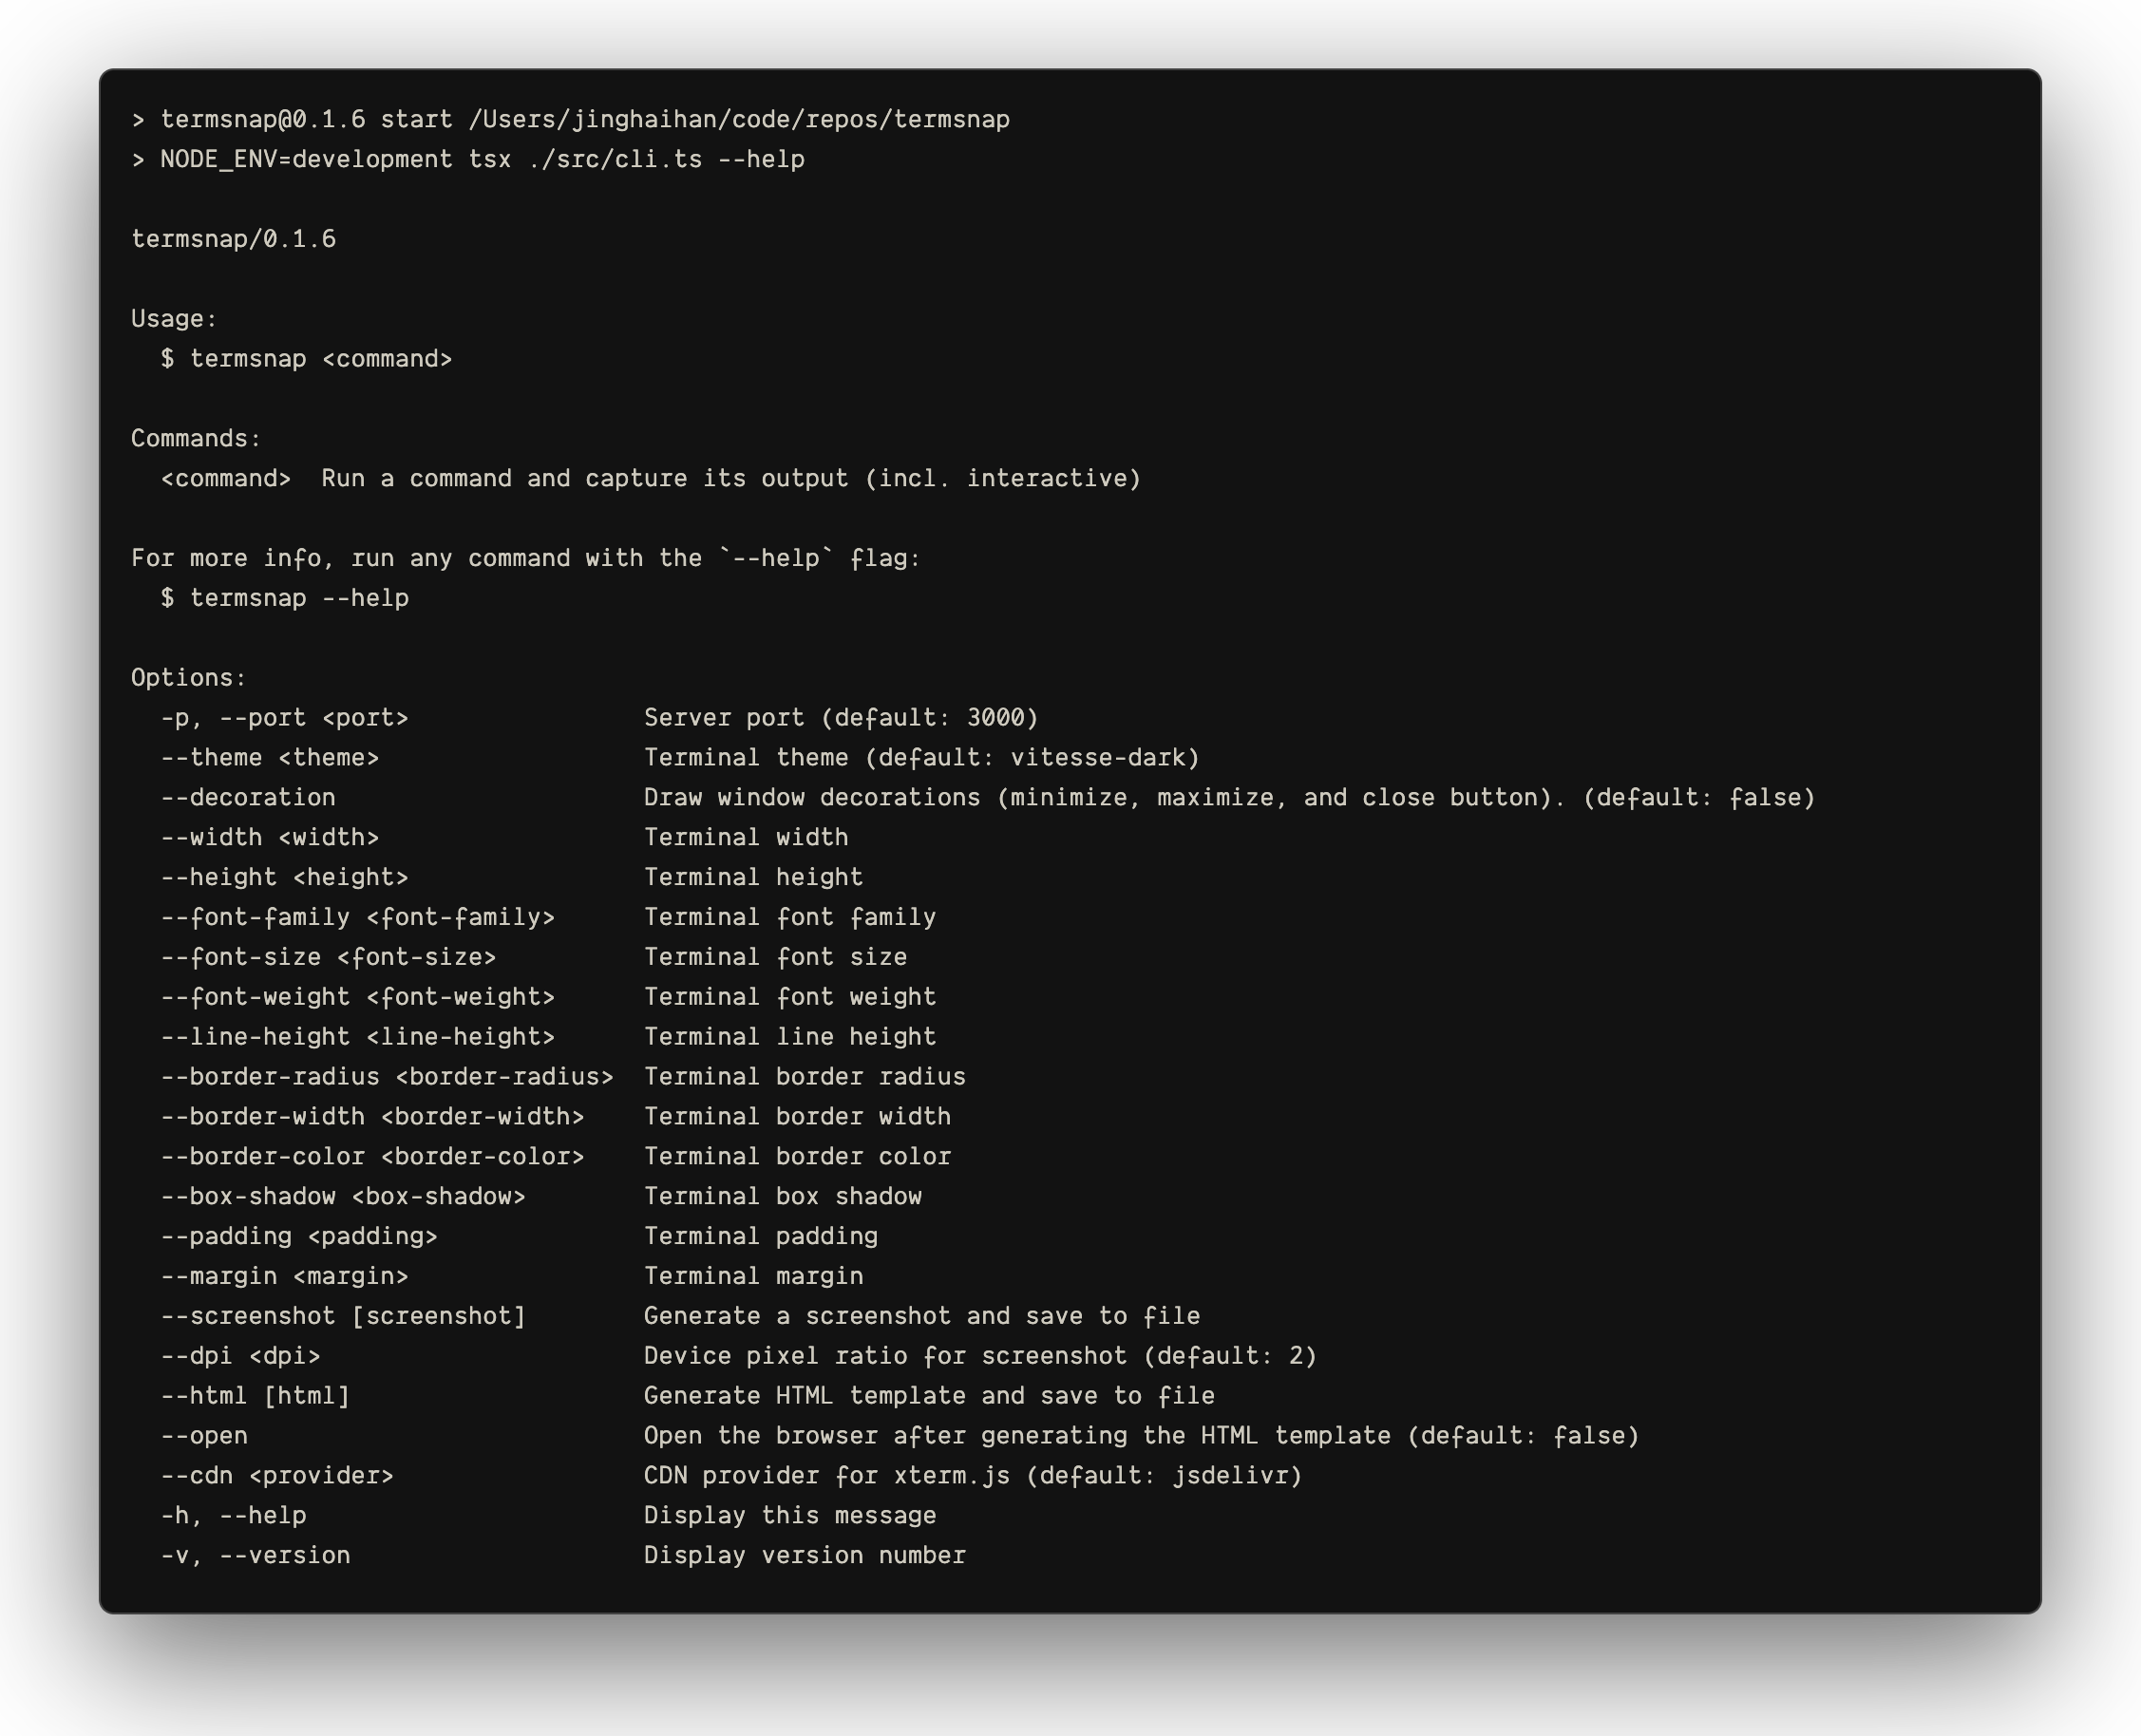 > termsnap@0.1.6 start /Users/jinghaihan/code/repos/termsnap
> NODE_ENV=development tsx ./src/cli.ts --help

termsnap/0.1.6

Usage:
  $ termsnap <command>

Commands:
  <command>  Run a command and capture its output (incl. interactive)

For more info, run any command with the `--help` flag:
  $ termsnap --help

Options:
  -p, --port <port>                Server port (default: 3000)
  --theme <theme>                  Terminal theme (default: vitesse-dark)
  --decoration                     Draw window decorations (minimize, maximize, and close button). (default: false)
  --width <width>                  Terminal width
  --height <height>                Terminal height
  --font-family <font-family>      Terminal font family
  --font-size <font-size>          Terminal font size
  --font-weight <font-weight>      Terminal font weight
  --line-height <line-height>      Terminal line height
  --border-radius <border-radius>  Terminal border radius
  --border-width <border-width>    Terminal border width
  --border-color <border-color>    Terminal border color
  --box-shadow <box-shadow>        Terminal box shadow
  --padding <padding>              Terminal padding
  --margin <margin>                Terminal margin
  --screenshot [screenshot]        Generate a screenshot and save to file
  --dpi <dpi>                      Device pixel ratio for screenshot (default: 2)
  --html [html]                    Generate HTML template and save to file
  --open                           Open the browser after generating the HTML template (default: false)
  --cdn <provider>                 CDN provider for xterm.js (default: jsdelivr)
  -h, --help                       Display this message
  -v, --version                    Display version number